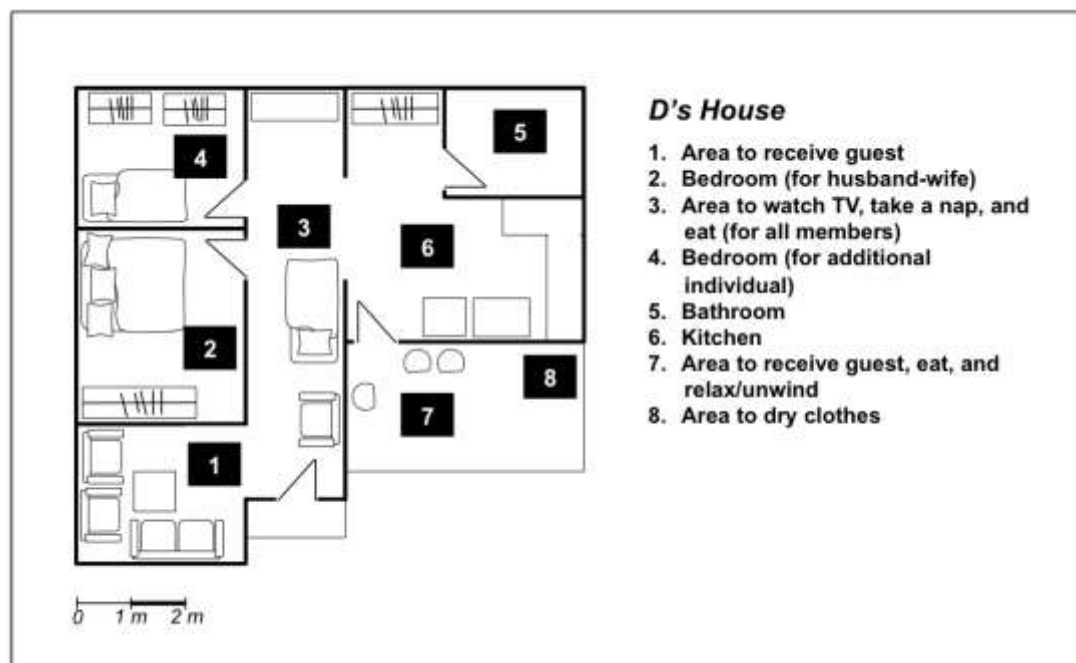 D's House
1. Area to receive guest
2. Bedroom (for husband-wife)
3. Area to watch TV, take a nap, and
eat (for all members)
4. Bedroom (for additional
individual)
5. Bathroom
6. Kitchen
7. Area to receive guest, eat, and
relax/unwind
8. Area to dry clothes
4
5
3
6
2
8
7
1
0 1 m 2 m